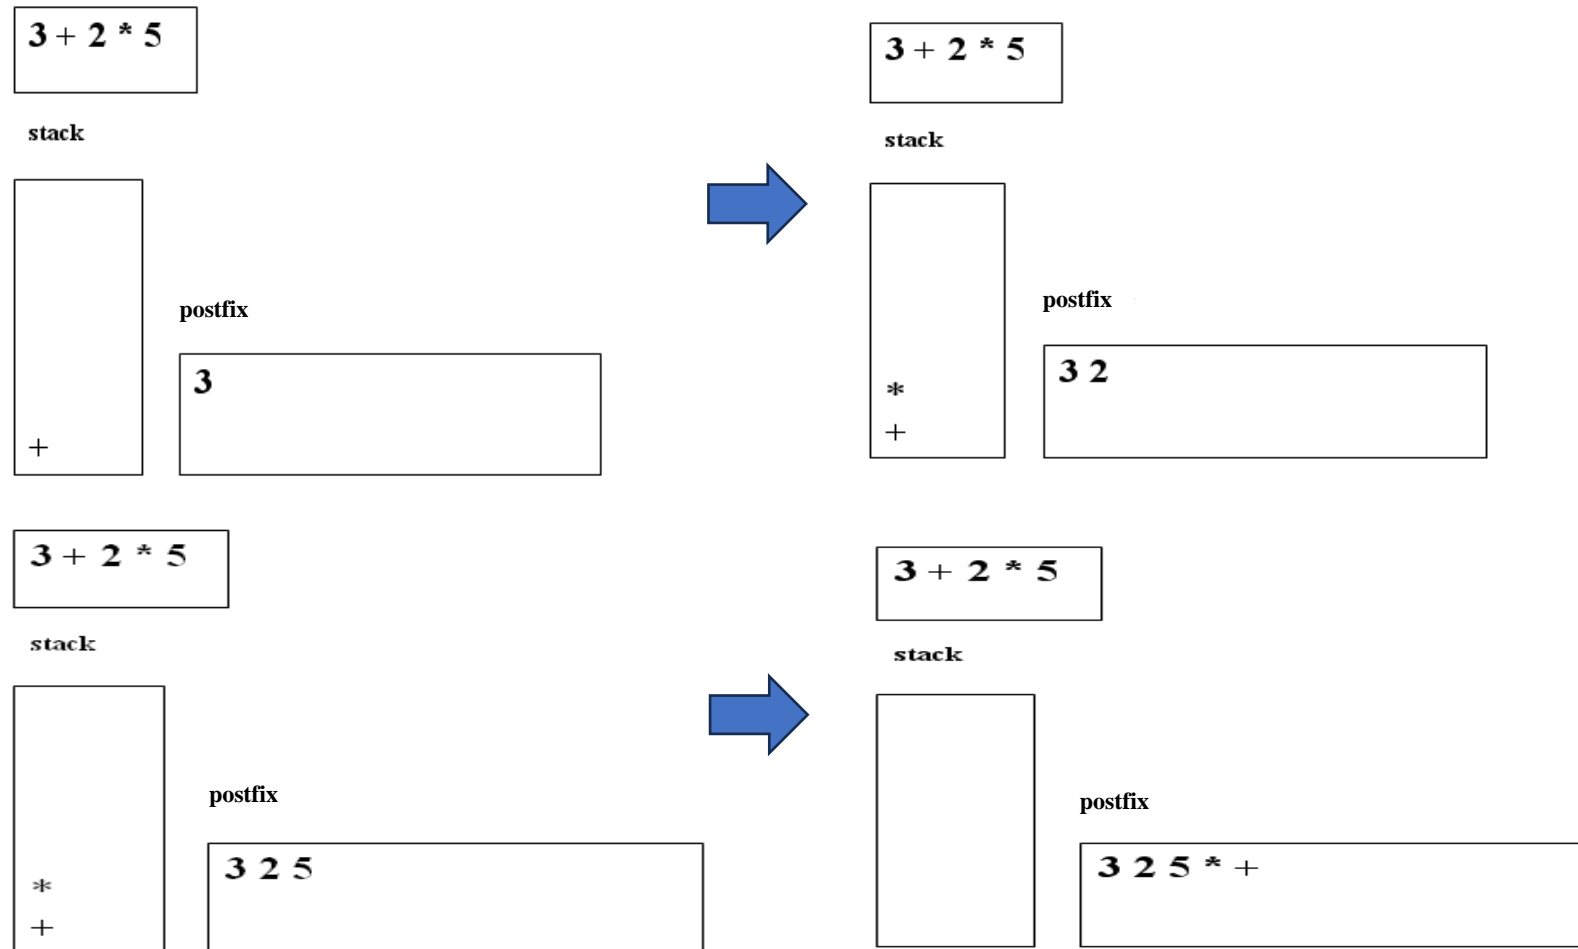 3 + 2 * 5
stack
postfix
3
+
3 + 2 * 5
stack
postfix
3 2
*
+
3 + 2 * 5
stack
postfix
3 2 5
*
+
3 + 2 * 5
stack
postfix
3 2 5 * +